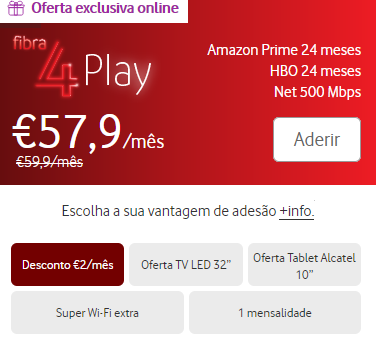 Oferta exclusiva online
fibra
4Play
Amazon Prime 24 meses
HBO 24 meses
Net 500 Mbps
€57,9/mês
€59,9/mês
Aderir
Escolha a sua vantagem de adesão +info.
Desconto €2/mês
Oferta TV LED 32”
Oferta Tablet Alcatel
10”
Super Wi-Fi extra
1 mensalidade